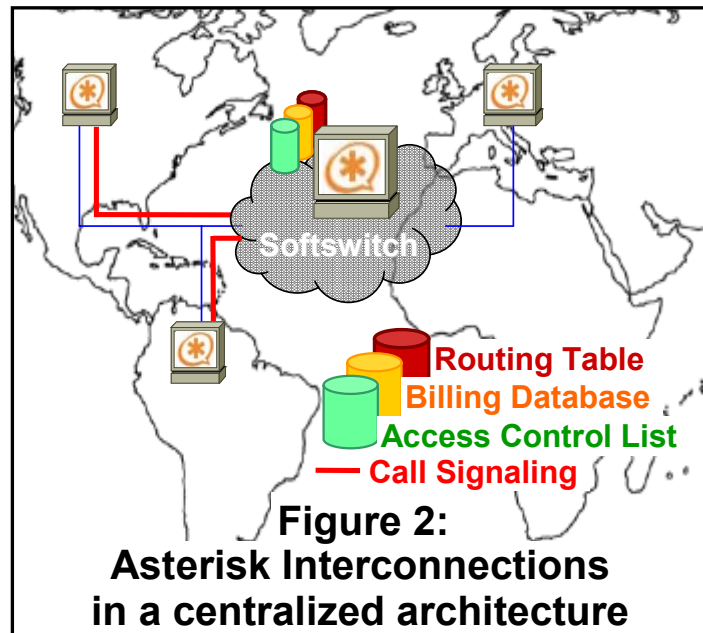 Softswitch
Routing Table
Billing Database
Access Control List
Call Signaling
Figure 2:
Asterisk Interconnections
in a centralized architecture